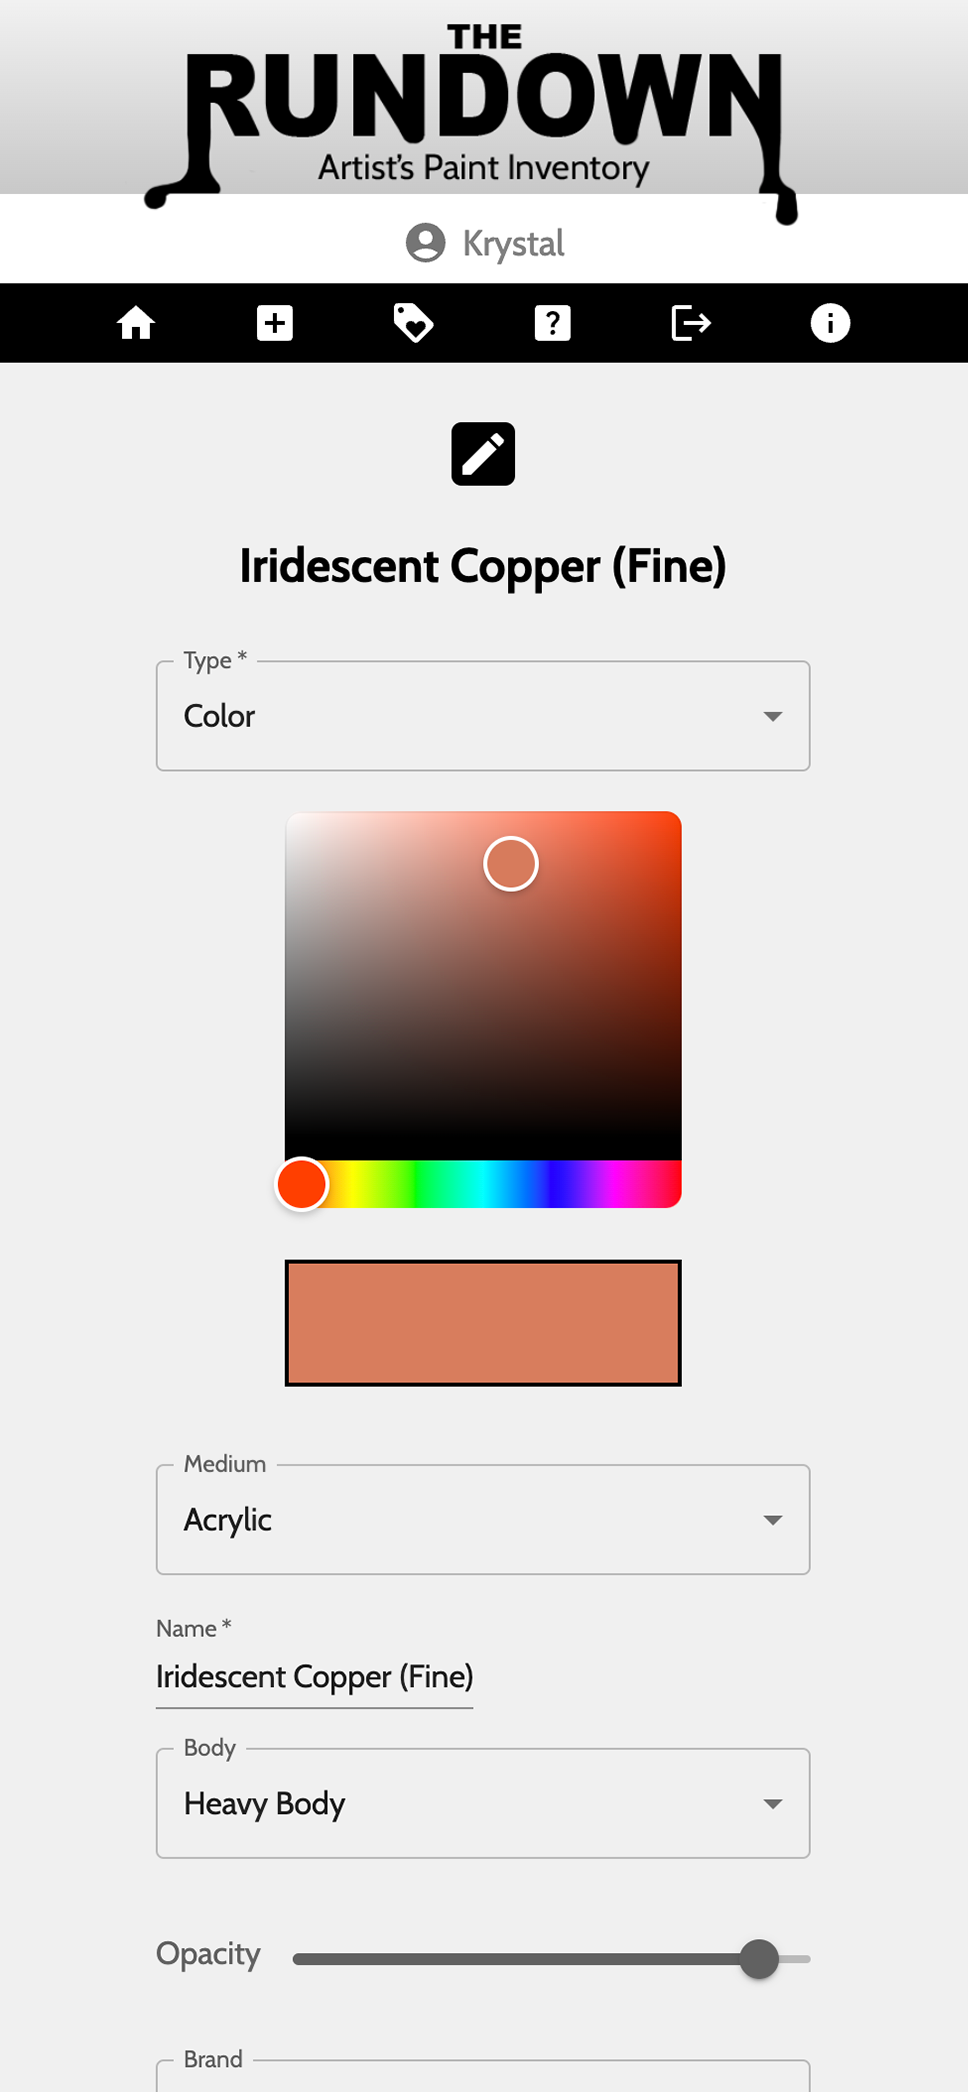 THE
RUNDOWN
Artist's Paint Inventory
Krystal
Iridescent Copper (Fine)
Type *
Color
Medium
Acrylic
Name *
Iridescent Copper (Fine)
Body
Heavy Body
Opacity
Brand